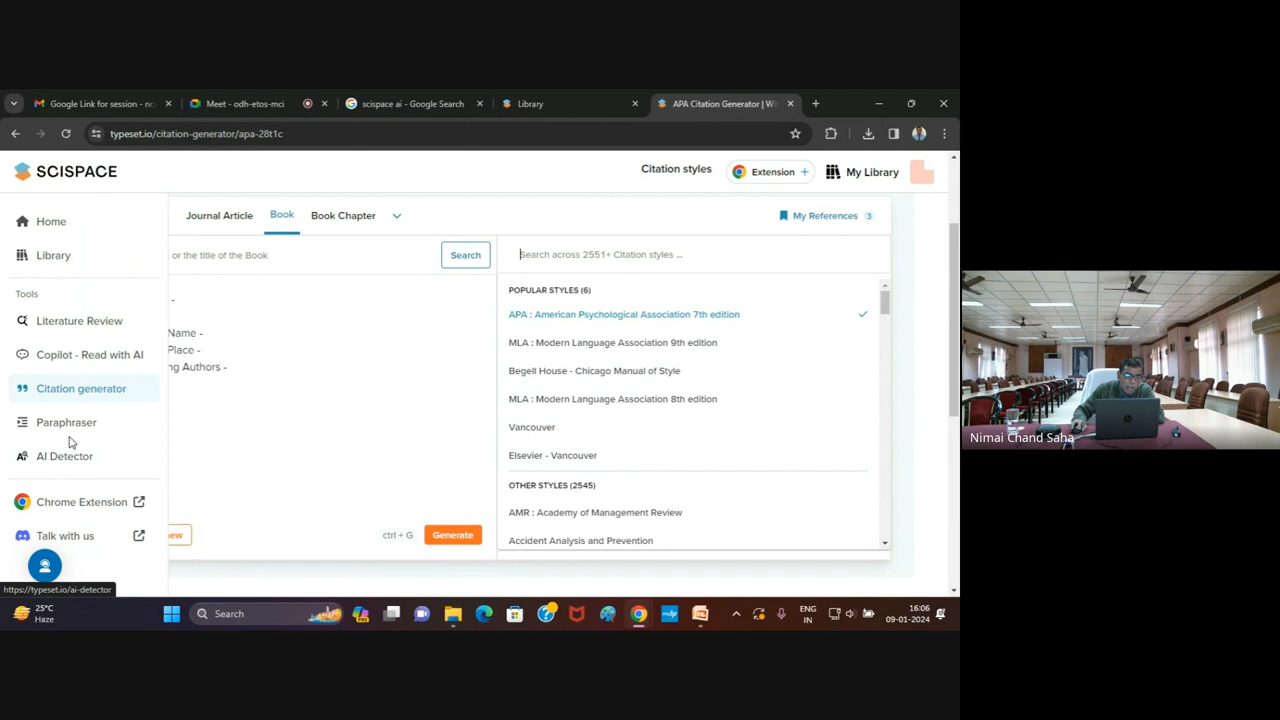 Google Link for session - no
Meet - odh-etos-mci
scispace ai - Google Search
Library
APA Citation Generator | W
typeset.io/citation-generator/apa-28t1c
SCISPACE
Citation styles
Extension +
My Library
Home
Library
Tools
Literature Review
Copilot - Read with AI
Citation generator
Paraphraser
AI Detector
Chrome Extension
Talk with us
https://typeset.io/ai-detector
Journal Article
Book
Book Chapter
My References 3
or the title of the Book
Search
Name -
Place -
ng Authors -
ew
ctrl + G
Generate
Search across 2551+ Citation styles ...
POPULAR STYLES (6)
APA : American Psychological Association 7th edition
MLA : Modern Language Association 9th edition
Begell House - Chicago Manual of Style
MLA : Modern Language Association 8th edition
Vancouver
Elsevier - Vancouver
OTHER STYLES (2545)
AMR : Academy of Management Review
Accident Analysis and Prevention
25°C
Haze
Search
ENG
IN
16:06
09-01-2024
Nimai Chand Saha